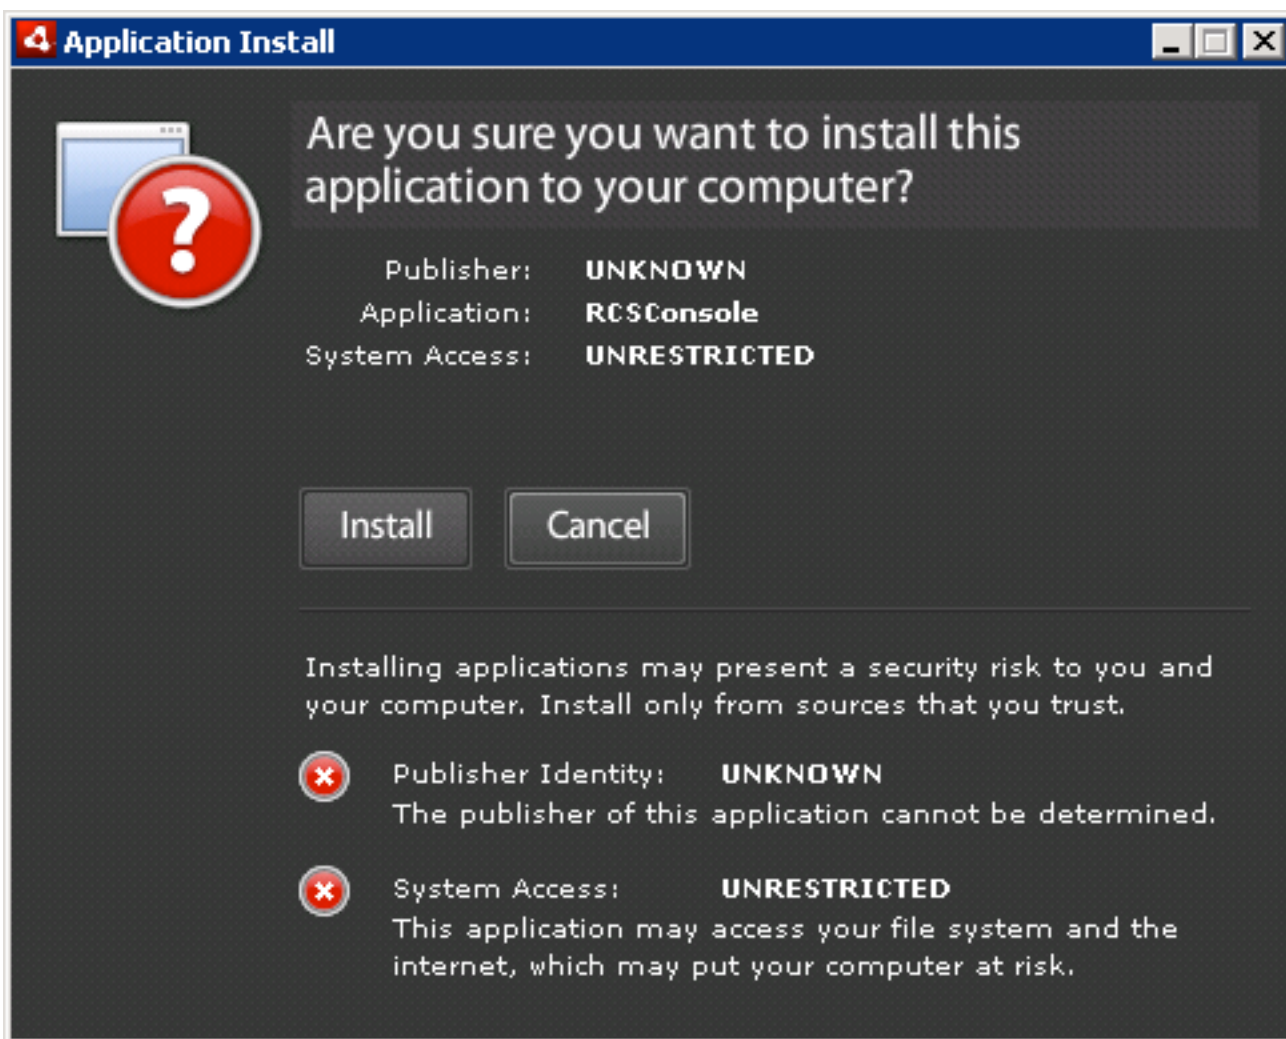 Application Install
Are you sure you want to install this
application to your computer?
Publisher: UNKNOWN
Application: RCSConsole
System Access: UNRESTRICTED
Install Cancel
Installing applications may present a security risk to you and
your computer. Install only from sources that you trust.
Publisher Identity: UNKNOWN
The publisher of this application cannot be determined.
System Access: UNRESTRICTED
This application may access your file system and the
internet, which may put your computer at risk.